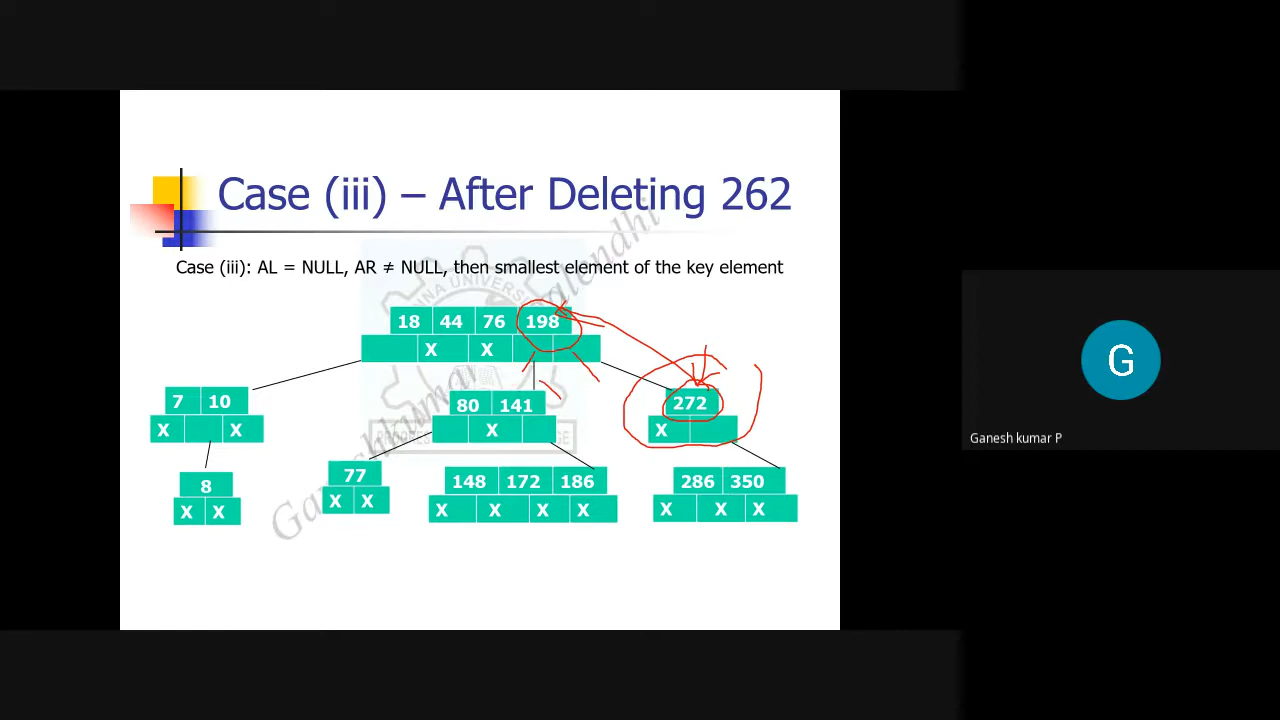 Case (iii) – After Deleting 262
Case (iii): AL = NULL, AR ≠ NULL, then smallest element of the key element
18 44 76 198
X X
7 10
X X
80 141
X
272
X
8
X X
77
X X
148 172 186
X X X X
286 350
X X X
G
Ganesh kumar P